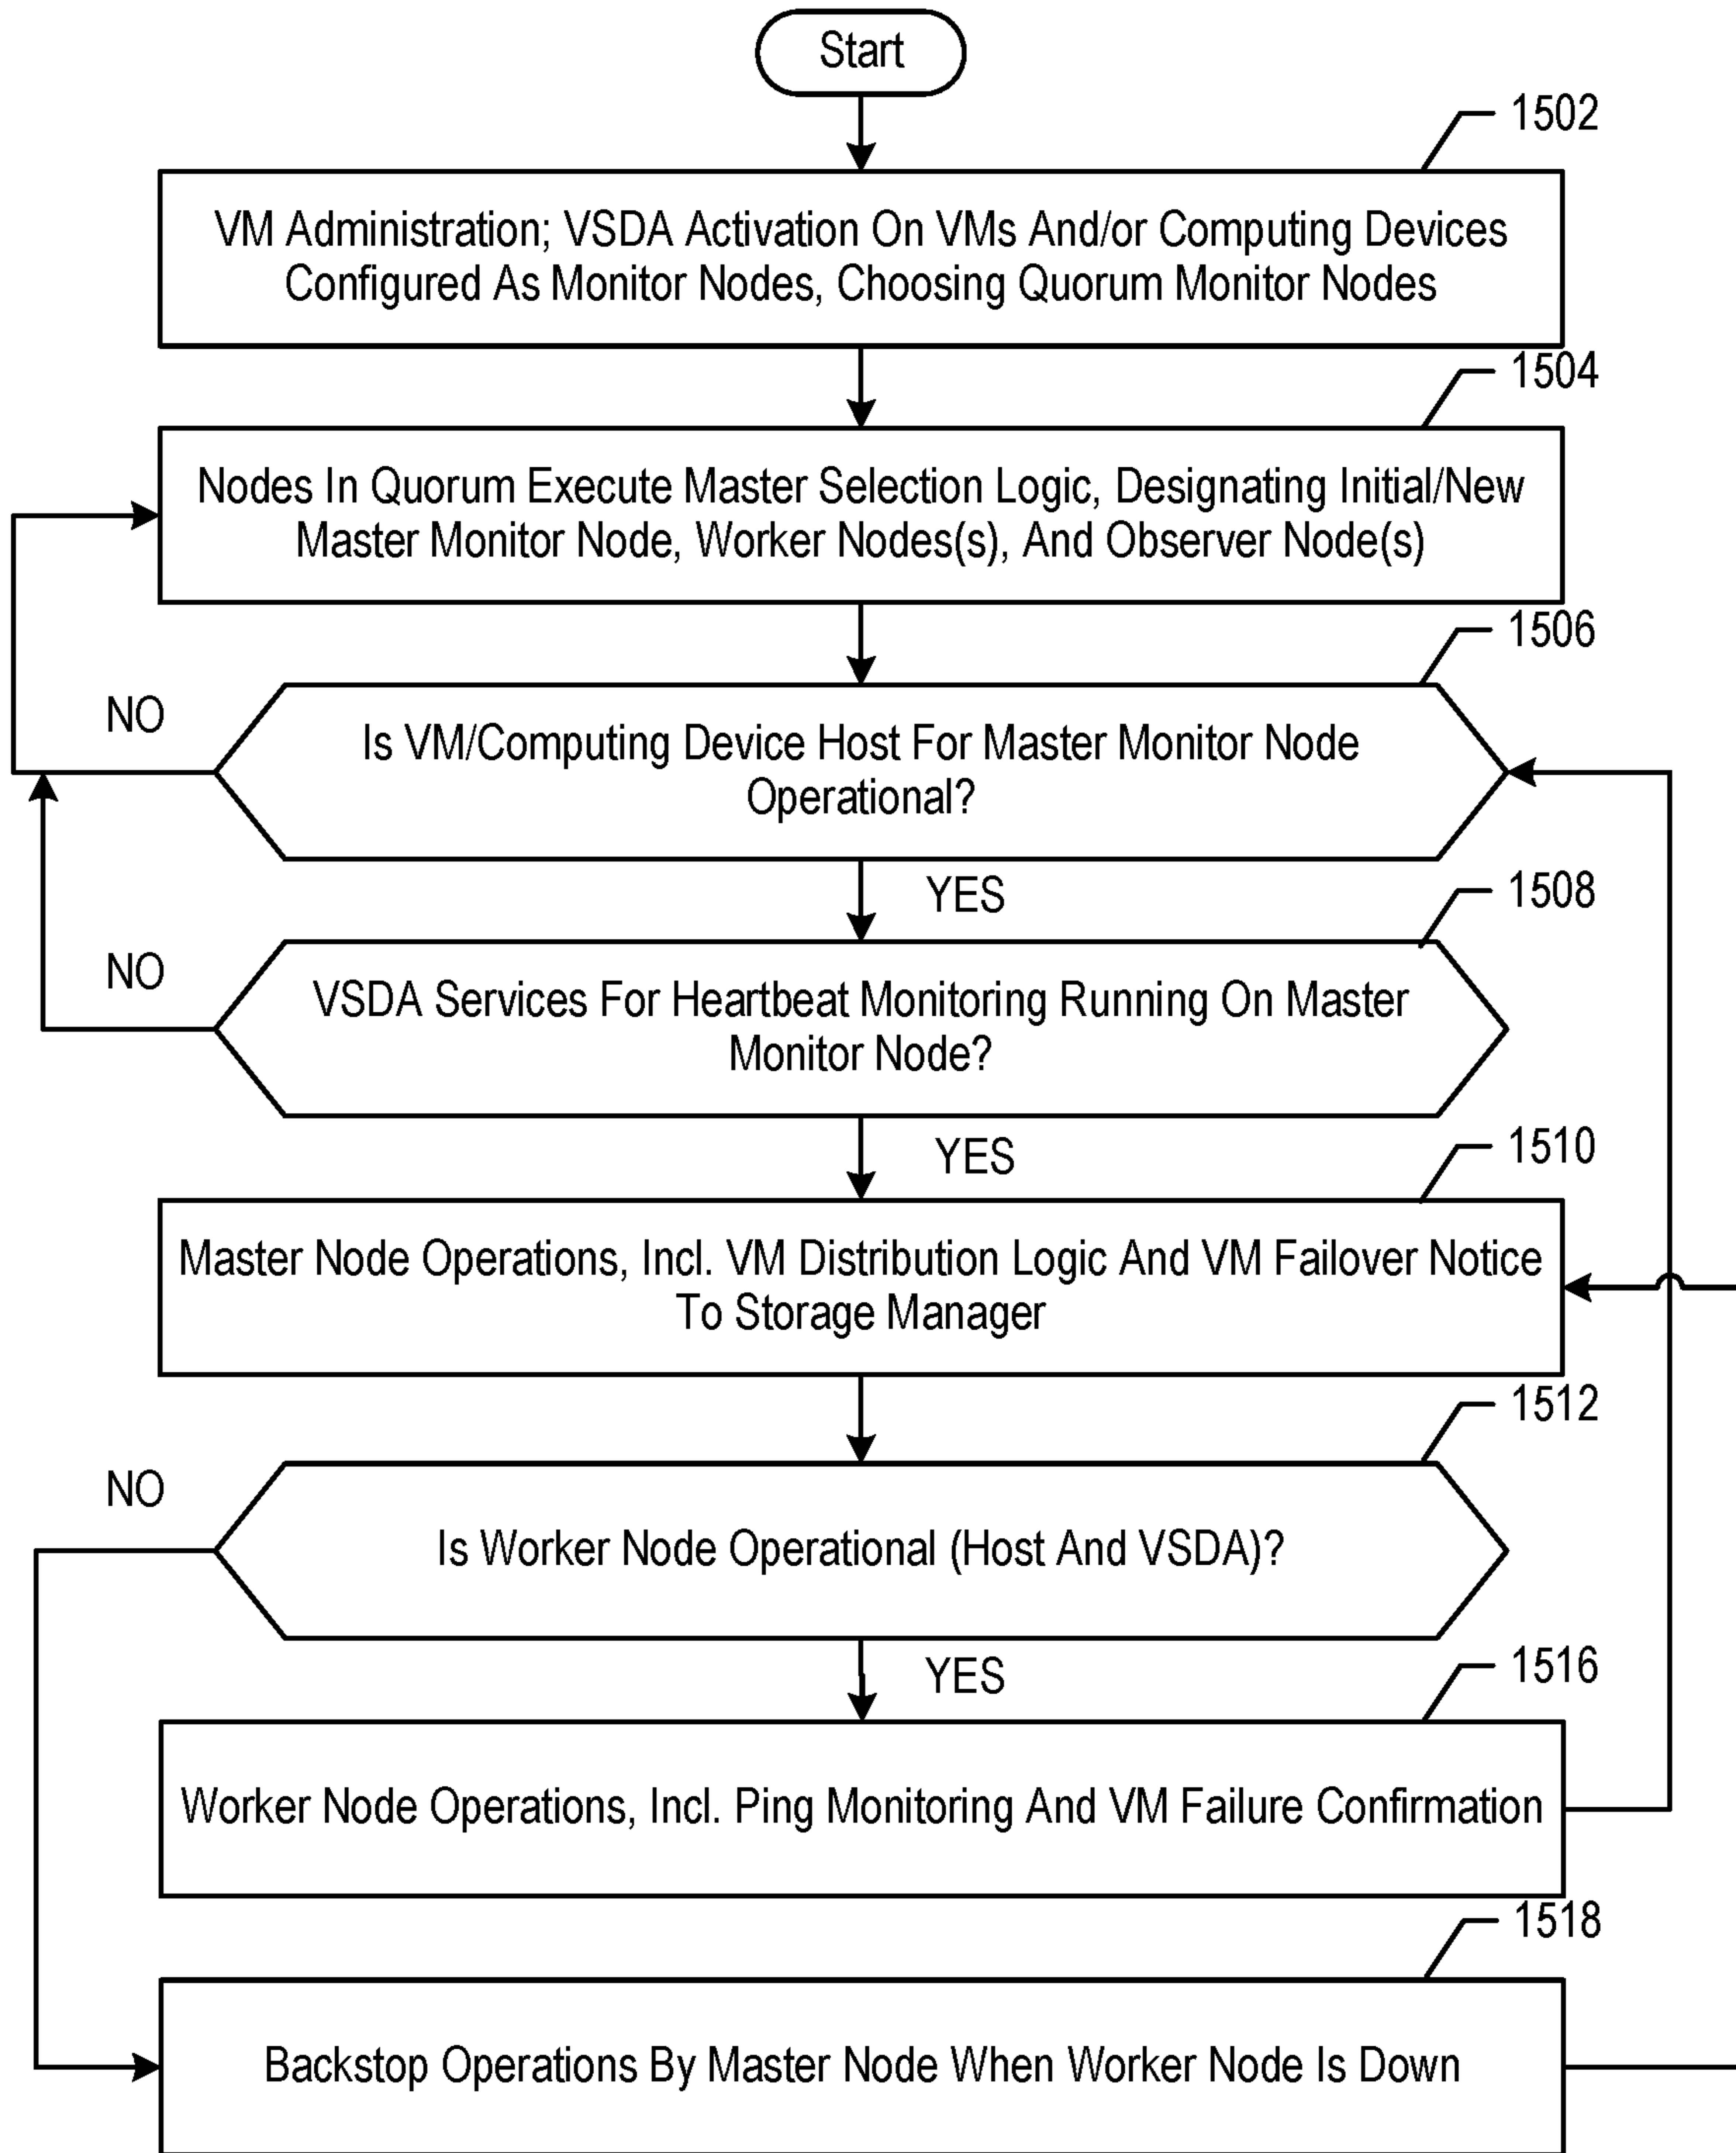 Start
1502
VM Administration; VSDA Activation On VMs And/or Computing Devices
Configured As Monitor Nodes, Choosing Quorum Monitor Nodes
1504
Nodes In Quorum Execute Master Selection Logic, Designating Initial/New
Master Monitor Node, Worker Nodes(s), And Observer Node(s)
1506
NO
Is VM/Computing Device Host For Master Monitor Node
Operational?
YES
1508
NO
VSDA Services For Heartbeat Monitoring Running On Master
Monitor Node?
YES
1510
Master Node Operations, Incl. VM Distribution Logic And VM Failover Notice
To Storage Manager
1512
NO
Is Worker Node Operational (Host And VSDA)?
YES
1516
Worker Node Operations, Incl. Ping Monitoring And VM Failure Confirmation
1518
Backstop Operations By Master Node When Worker Node Is Down